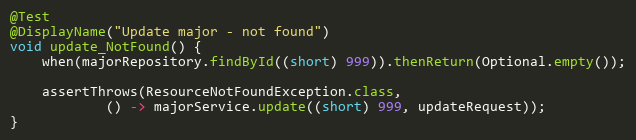 @Test
@DisplayName("Update major - not found")
void update_NotFound() {
    when(majorRepository.findById((short) 999)).thenReturn(Optional.empty());

    assertThrows(ResourceNotFoundException.class,
            () -> majorService.update((short) 999, updateRequest));
}